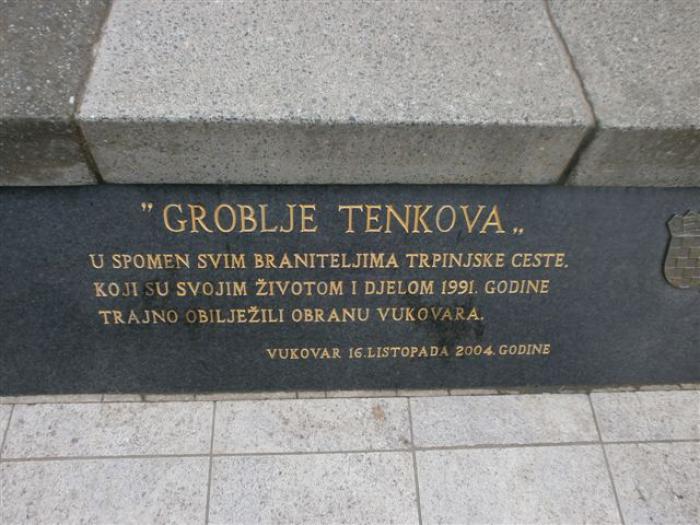 " GROBLJE TENKOVA „
U SPOMEN SVIM BRANITELJIMA TRPINJSKE CESTE.
KOJI SU SVOJIM ŽIVOTOM I DJELOM 1991. GODINE
TRAJNO OBILJEŽILI OBRANU VUKOVARA.
VUKOVAR 16.LISTOPADA 2004.GODINE